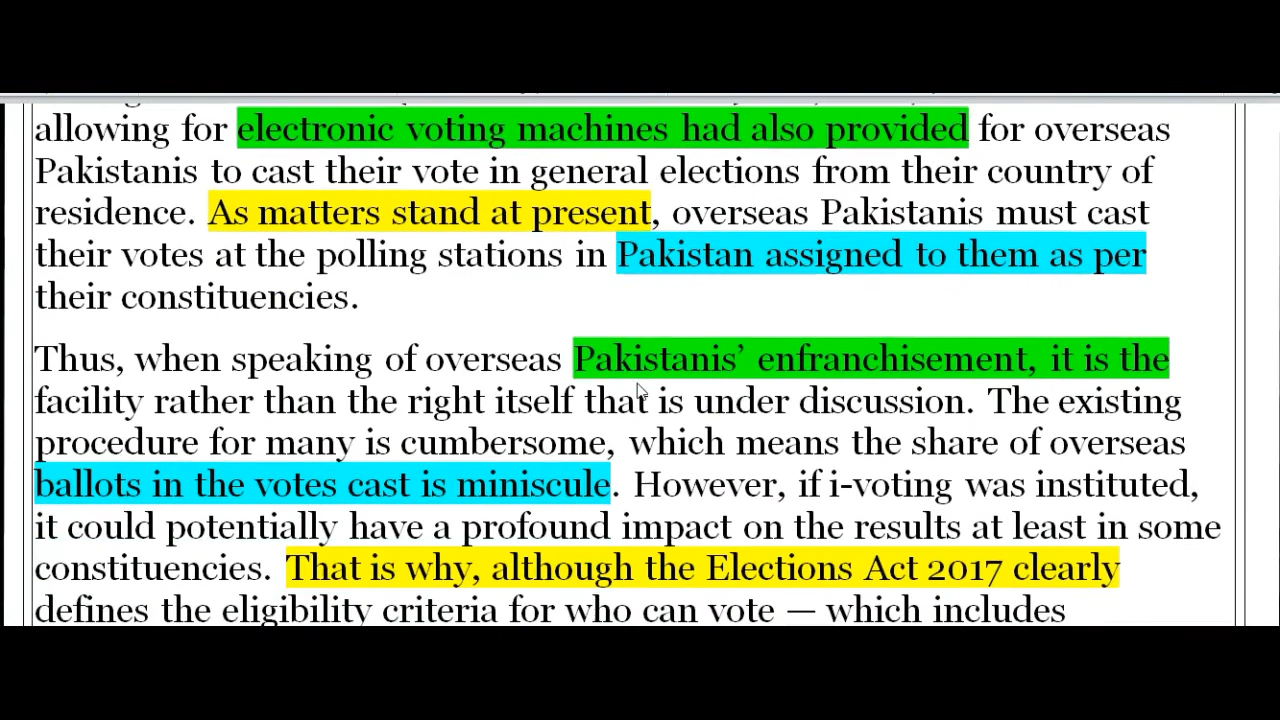 allowing for electronic voting machines had also provided for overseas
Pakistanis to cast their vote in general elections from their country of
residence. As matters stand at present, overseas Pakistanis must cast
their votes at the polling stations in Pakistan assigned to them as per
their constituencies.
Thus, when speaking of overseas Pakistanis’ enfranchisement, it is the
facility rather than the right itself that is under discussion. The existing
procedure for many is cumbersome, which means the share of overseas
ballots in the votes cast is miniscule. However, if i-voting was instituted,
it could potentially have a profound impact on the results at least in some
constituencies. That is why, although the Elections Act 2017 clearly
defines the eligibility criteria for who can vote — which includes